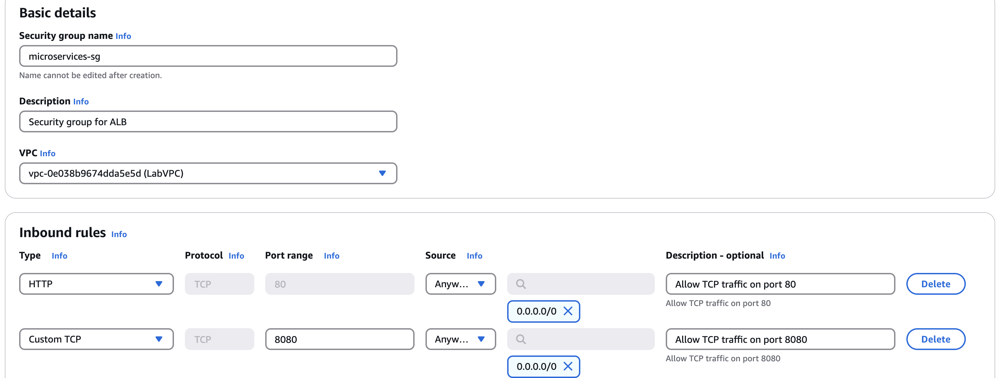 Basic details
Security group name Info
microservices-sg
Name cannot be edited after creation.
Description Info
Security group for ALB
VPC Info
vpc-0e038b9674dda5e5d (LabVPC)
Inbound rules Info
Type Info Protocol Info Port range Info Source Info Description - optional Info
HTTP TCP 80 Anyw... Allow TCP traffic on port 80 Delete
Allow TCP traffic on port 80
0.0.0.0/0
Custom TCP TCP 8080 Anyw... Allow TCP traffic on port 8080 Delete
Allow TCP traffic on port 8080
0.0.0.0/0